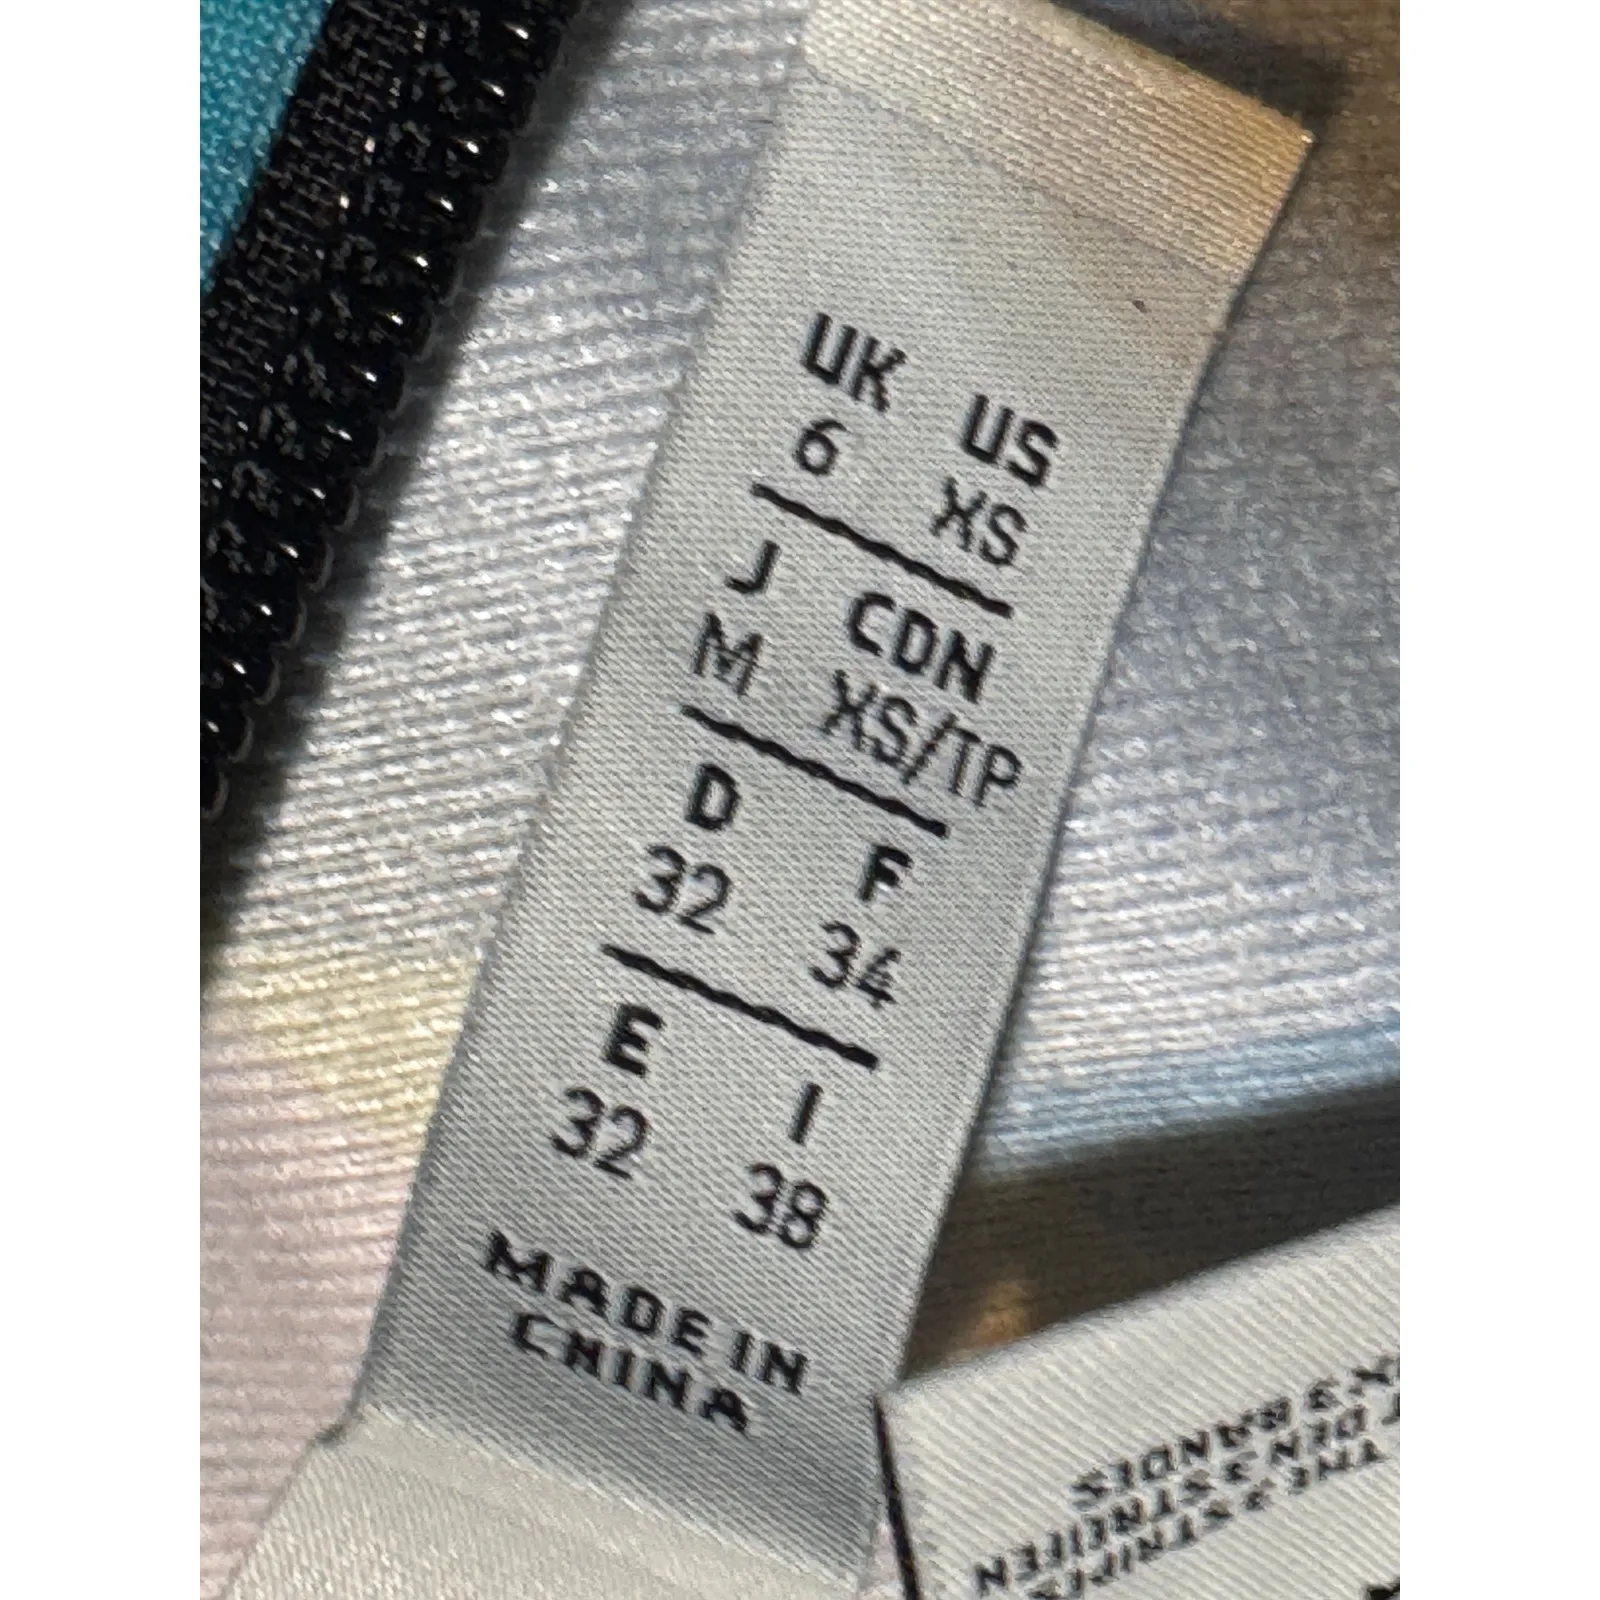 UK US
6 XS
J CDN
M XS/TP
D F
32 34
E I
32 38
MADE IN
CHINA